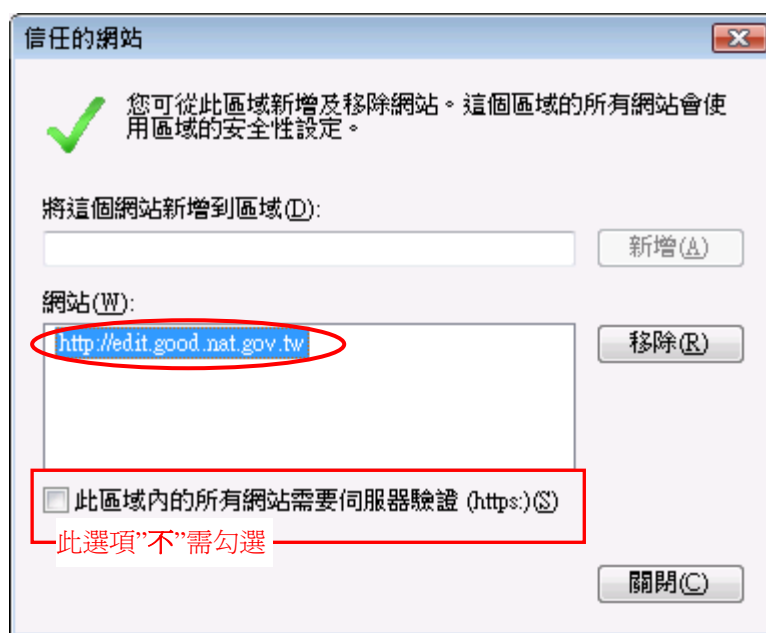 信任的網站
您可從此區域新增及移除網站。這個區域的所有網站會使
用區域的安全性設定。
將這個網站新增到區域(D):
新增(A)
網站(W):
http://edit.good.nat.gov.tw
移除(R)
此區域內的所有網站需要伺服器驗證 (https:)(S)
此選項”不”需勾選
關閉(C)